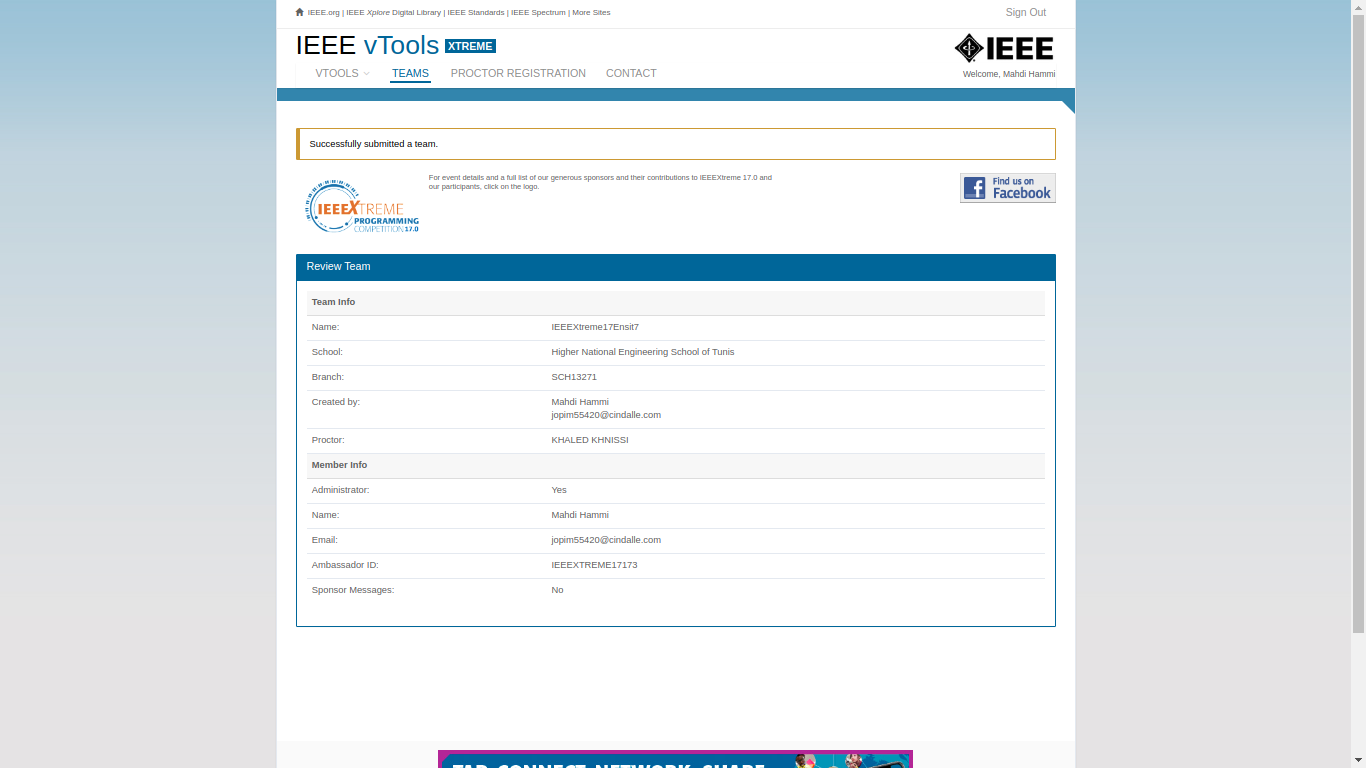 IEEE.org | IEEE Xplore Digital Library | IEEE Standards | IEEE Spectrum | More Sites
Sign Out
IEEE vTools XTREME
IEEE
VTOOLS TEAMS PROCTOR REGISTRATION CONTACT
Welcome, Mahdi Hammi
Successfully submitted a team.
For event details and a full list of our generous sponsors and their contributions to IEEEXtreme 17.0 and
our participants, click on the logo.
IEEEXTREME
PROGRAMMING
COMPETITION 17.0
Find us on
Facebook
Review Team
Team Info
Name: IEEEXtreme17Ensit7
School: Higher National Engineering School of Tunis
Branch: SCH13271
Created by: Mahdi Hammi
jopim55420@cindalle.com
Proctor: KHALED KHNISSI
Member Info
Administrator: Yes
Name: Mahdi Hammi
Email: jopim55420@cindalle.com
Ambassador ID: IEEEXTREME17173
Sponsor Messages: No
TAP. CONNECT. NETWORK. SHARE.